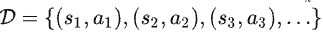 𝒟 = {(s₁, a₁), (s₂, a₂), (s₃, a₃), …}